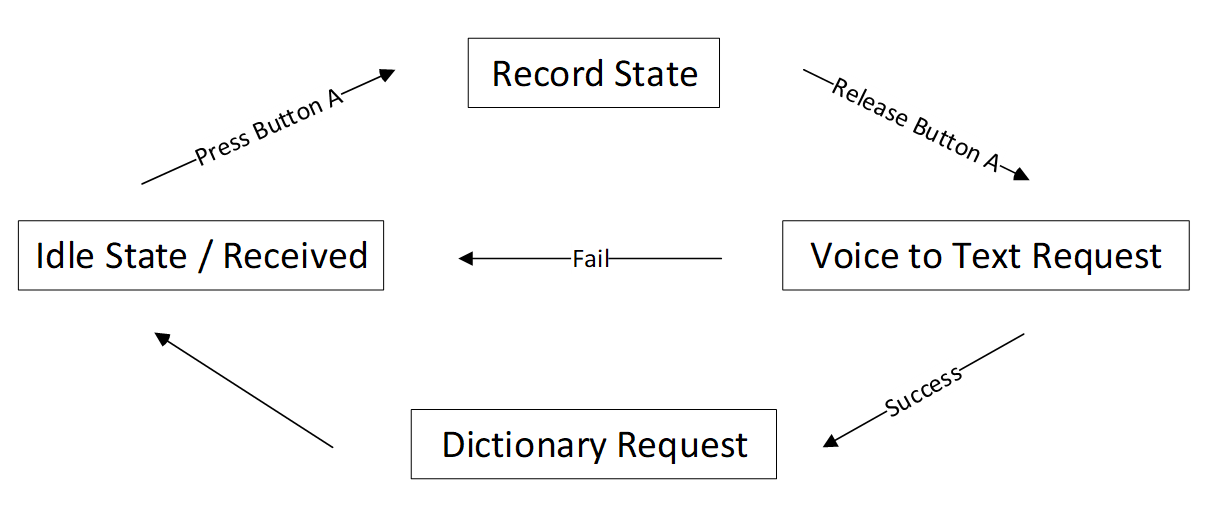 Record State
Press Button A
Release Button A
Idle State / Received
Fail
Voice to Text Request
Success
Dictionary Request